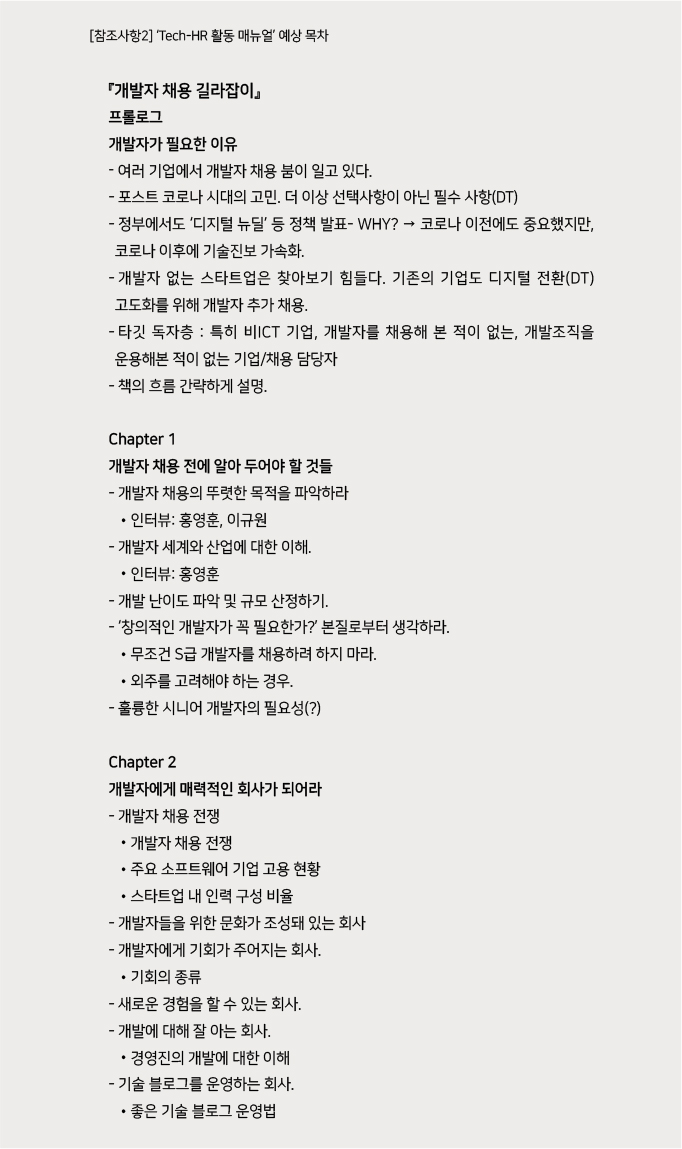 [참조사항2] ‘Tech-HR 활동 매뉴얼’ 예상 목차
『개발자 채용 길라잡이』
프롤로그
개발자가 필요한 이유
- 여러 기업에서 개발자 채용 붐이 일고 있다.
- 포스트 코로나 시대의 고민. 더 이상 선택사항이 아닌 필수 사항(DT)
- 정부에서도 ‘디지털 뉴딜’ 등 정책 발표- WHY? → 코로나 이전에도 중요했지만,
코로나 이후에 기술진보 가속화.
- 개발자 없는 스타트업은 찾아보기 힘들다. 기존의 기업도 디지털 전환(DT)
고도화를 위해 개발자 추가 채용.
- 타깃 독자층 : 특히 비ICT 기업, 개발자를 채용해 본 적이 없는, 개발조직을
운용해본 적이 없는 기업/채용 담당자
- 책의 흐름 간략하게 설명.
Chapter 1
개발자 채용 전에 알아 두어야 할 것들
- 개발자 채용의 뚜렷한 목적을 파악하라
• 인터뷰: 홍영훈, 이규원
- 개발자 세계와 산업에 대한 이해.
• 인터뷰: 홍영훈
- 개발 난이도 파악 및 규모 산정하기.
- ‘창의적인 개발자가 꼭 필요한가?’ 본질로부터 생각하라.
• 무조건 S급 개발자를 채용하려 하지 마라.
• 외주를 고려해야 하는 경우.
- 훌륭한 시니어 개발자의 필요성(?)
Chapter 2
개발자에게 매력적인 회사가 되어라
- 개발자 채용 전쟁
• 개발자 채용 전쟁
• 주요 소프트웨어 기업 고용 현황
• 스타트업 내 인력 구성 비율
- 개발자들을 위한 문화가 조성돼 있는 회사
- 개발자에게 기회가 주어지는 회사.
• 기회의 종류
- 새로운 경험을 할 수 있는 회사.
- 개발에 대해 잘 아는 회사.
• 경영진의 개발에 대한 이해
- 기술 블로그를 운영하는 회사.
• 좋은 기술 블로그 운영법